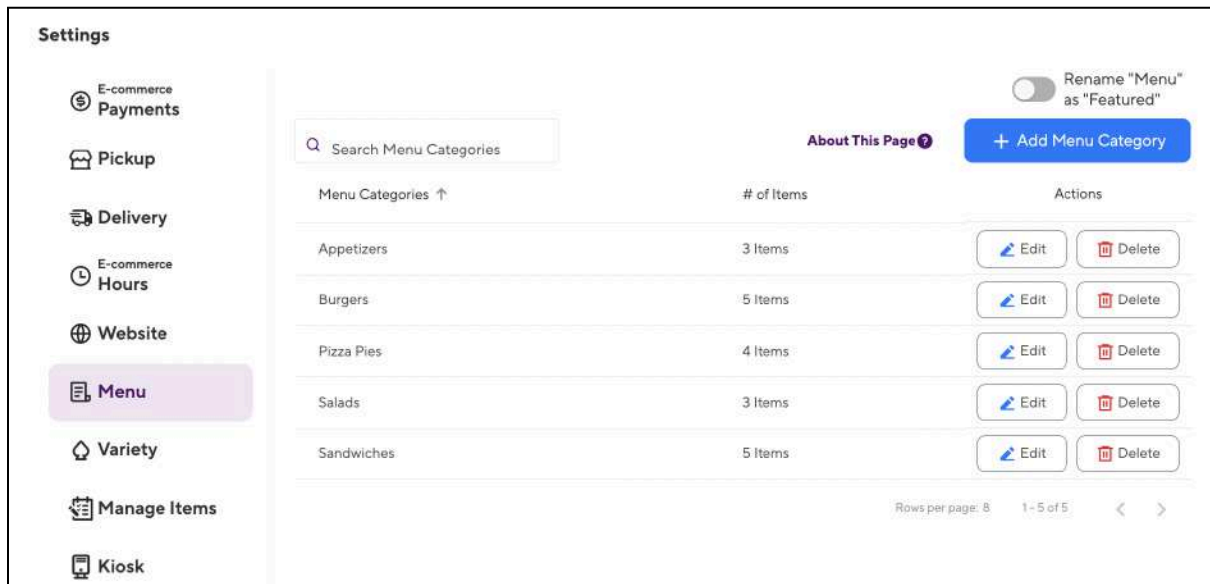 Settings
E-commerce
Payments
Pickup
Delivery
E-commerce
Hours
Website
Menu
Variety
Manage Items
Kiosk
Rename "Menu"
as "Featured"
Search Menu Categories
About This Page
+ Add Menu Category
Menu Categories ↑ # of Items Actions
Appetizers 3 Items Edit Delete
Burgers 5 Items Edit Delete
Pizza Pies 4 Items Edit Delete
Salads 3 Items Edit Delete
Sandwiches 5 Items Edit Delete
Rows per page: 8 1-5 of 5 < >